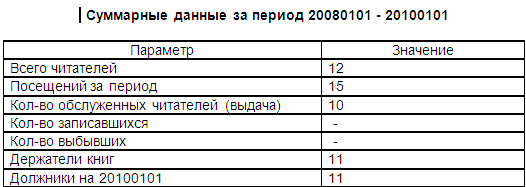 Суммарные данные за период 20080101 - 20100101
Параметр Значение
Всего читателей 12
Посещений за период 15
Кол-во обслуженных читателей (выдача) 10
Кол-во записавшихся -
Кол-во выбывших -
Держатели книг 11
Должники на 20100101 11